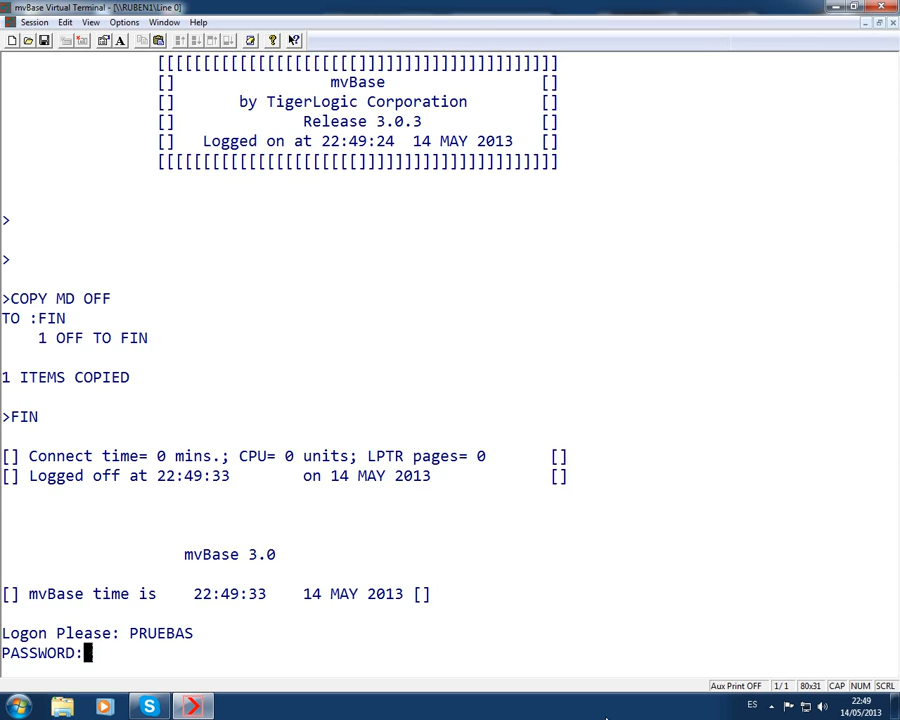 mvBase Virtual Terminal - [\\RUBEN1\Line 0]
Session Edit View Options Window Help
[[[[[[[[[[[[[[[[[[[[[[]]]]]]]]]]]]]]]]]]]]]]
[] mvBase []
[] by TigerLogic Corporation []
[] Release 3.0.3 []
[] Logged on at 22:49:24 14 MAY 2013 []
[[[[[[[[[[[[[[[[[[[[[[]]]]]]]]]]]]]]]]]]]]]]
>
>
>COPY MD OFF
TO :FIN
1 OFF TO FIN
1 ITEMS COPIED
>FIN
[] Connect time= 0 mins.; CPU= 0 units; LPTR pages= 0 []
[] Logged off at 22:49:33 on 14 MAY 2013 []
mvBase 3.0
[] mvBase time is 22:49:33 14 MAY 2013 []
Logon Please: PRUEBAS
PASSWORD:
Aux Print OFF 1/1 80x31 CAP NUM SCRL
ES 22:49
14/05/2013